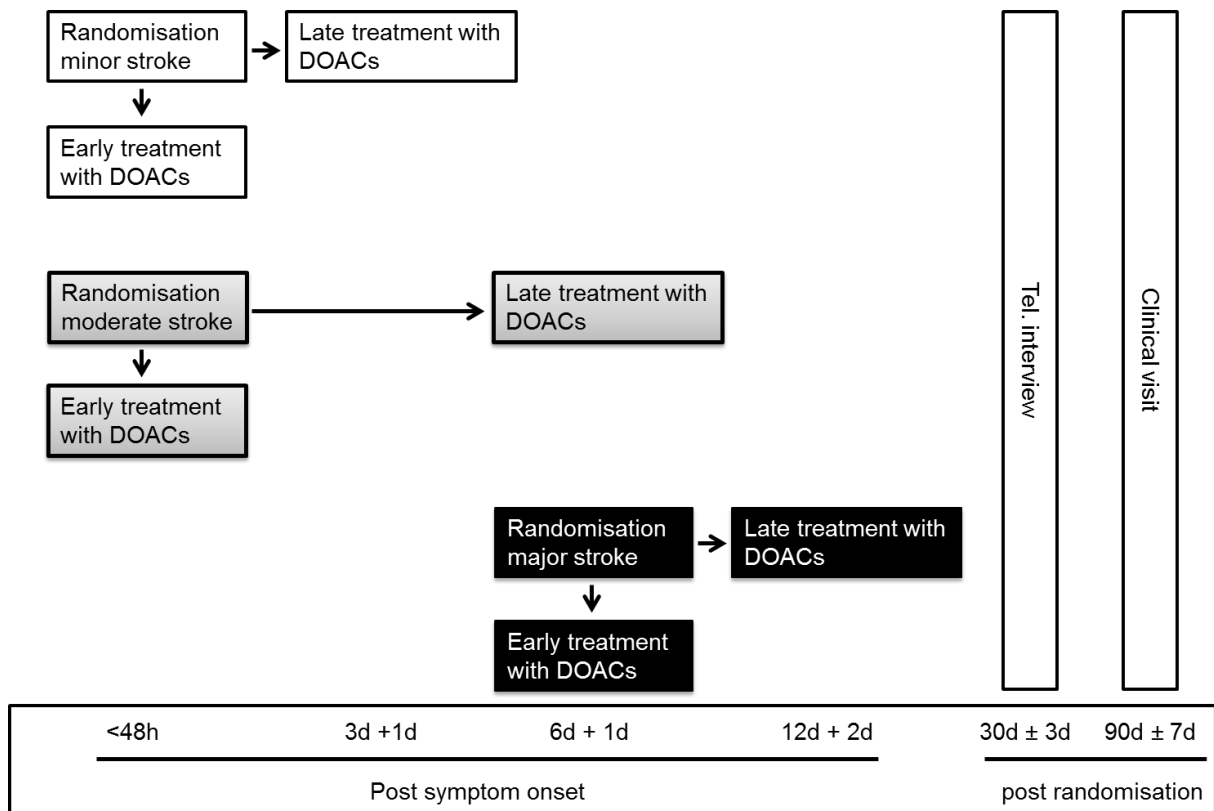 Randomisation
minor stroke
Late treatment with
DOACs
Early treatment
with DOACs
Randomisation
moderate stroke
Late treatment with
DOACs
Early treatment
with DOACs
Randomisation
major stroke
Late treatment with
DOACs
Early treatment
with DOACs
Tel. interview
Clinical visit
<48h
3d +1d
6d + 1d
12d + 2d
30d ± 3d
90d ± 7d
Post symptom onset
post randomisation